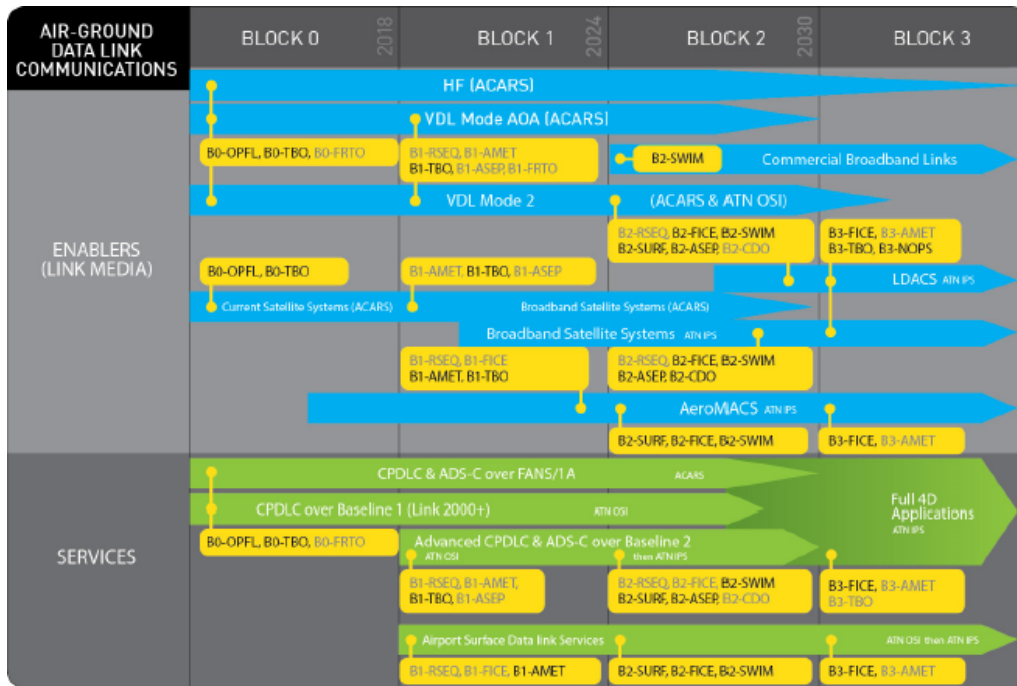 AIR-GROUND
DATA LINK
COMMUNICATIONS
BLOCK 0
2018
BLOCK 1
2024
BLOCK 2
2030
BLOCK 3
ENABLERS
(LINK MEDIA)
HF (ACARS)
VDL Mode AOA (ACARS)
B0-OPFL, B0-TBO, B0-FRTO
B1-RSEQ, B1-AMET
B1-TBO, B1-ASEP, B1-FRTO
B2-SWIM
Commercial Broadband Links
VDL Mode 2
(ACARS & ATN OSI)
B2-RSEQ, B2-FICE, B2-SWIM
B2-SURF, B2-ASEP, B2-CDO
B3-FICE, B3-AMET
B3-TBO, B3-NOPS
B0-OPFL, B0-TBO
B1-AMET, B1-TBO, B1-ASEP
LDACS ATN IPS
Current Satellite Systems (ACARS)
Broadband Satellite Systems (ACARS)
Broadband Satellite Systems ATN IPS
B1-RSEQ, B1-FICE
B1-AMET, B1-TBO
B2-RSEQ, B2-FICE, B2-SWIM
B2-ASEP, B2-CDO
AeroMACS ATN IPS
B2-SURF, B2-FICE, B2-SWIM
B3-FICE, B3-AMET
SERVICES
CPDLC & ADS-C over FANS/1A
ACARS
CPDLC over Baseline 1 (Link 2000+)
ATN OSI
Full 4D
Applications
ATN IPS
B0-OPFL, B0-TBO, B0-FRTO
Advanced CPDLC & ADS-C over Baseline 2
ATN OSI
then ATN IPS
B1-RSEQ, B1-AMET,
B1-TBO, B1-ASEP
B2-RSEQ, B2-FICE, B2-SWIM
B2-SURF, B2-ASEP, B2-CDO
B3-FICE, B3-AMET
B3-TBO
Airport Surface Data link Services
ATN OSI then ATN IPS
B1-RSEQ, B1-FICE, B1-AMET
B2-SURF, B2-FICE, B2-SWIM
B3-FICE, B3-AMET